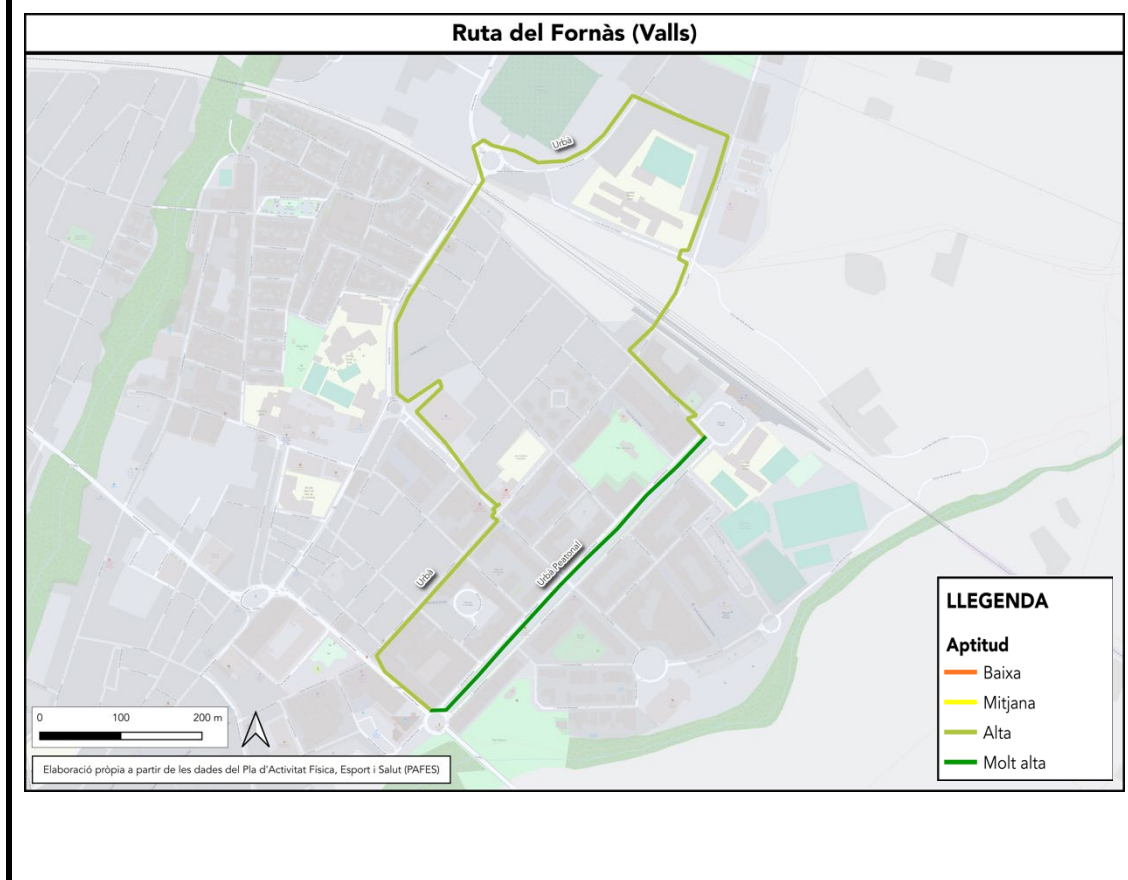 Ruta del Fornàs (Valls)
Urbà
Urbà Peatonal
Urbà
LLEGENDA
Aptitud
Baixa
Mitjana
Alta
Molt alta
0 100 200 m
Elaboració pròpia a partir de les dades del Pla d'Activitat Física, Esport i Salut (PAFES)